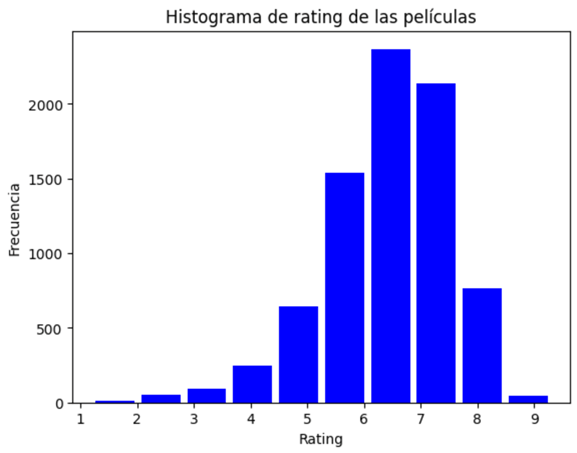 Histograma de rating de las películas
Frecuencia
2000
1500
1000
500
0
1 2 3 4 5 6 7 8 9
Rating